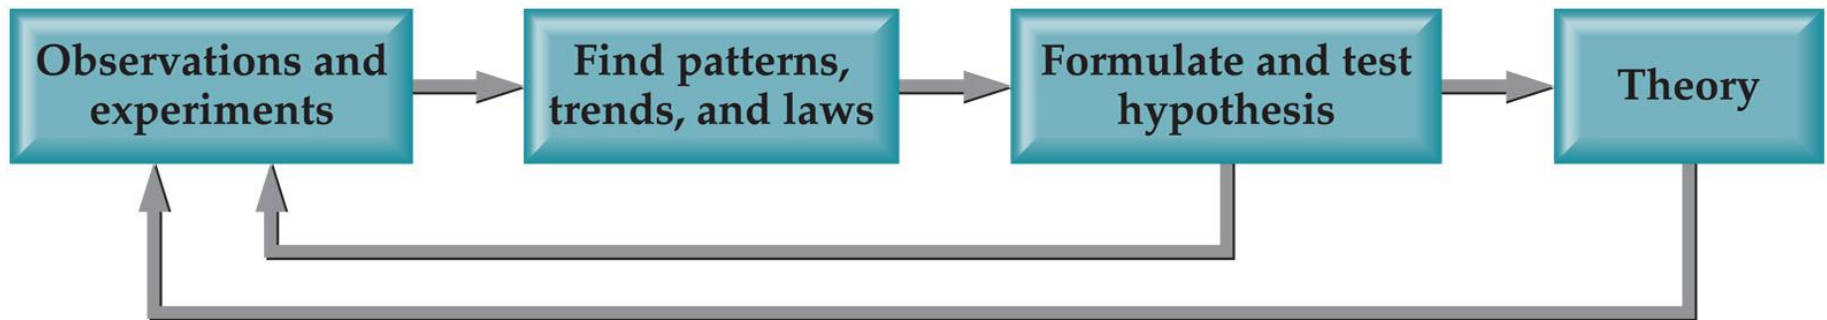 Observations and
experiments
Find patterns,
trends, and laws
Formulate and test
hypothesis
Theory